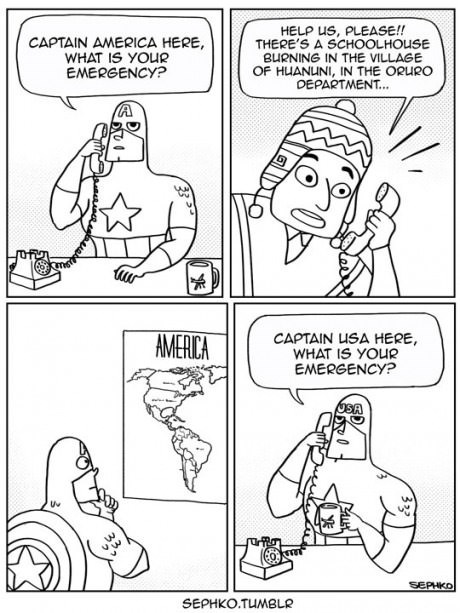 CAPTAIN AMERICA HERE,
WHAT IS YOUR
EMERGENCY?
A
HELP US, PLEASE!!
THERE'S A SCHOOLHOUSE
BURNING IN THE VILLAGE
OF HUANUNI, IN THE ORURO
DEPARTMENT...
AMERICA
CAPTAIN USA HERE,
WHAT IS YOUR
EMERGENCY?
USA
SEPHKO
SEPHKO.TUMBLR